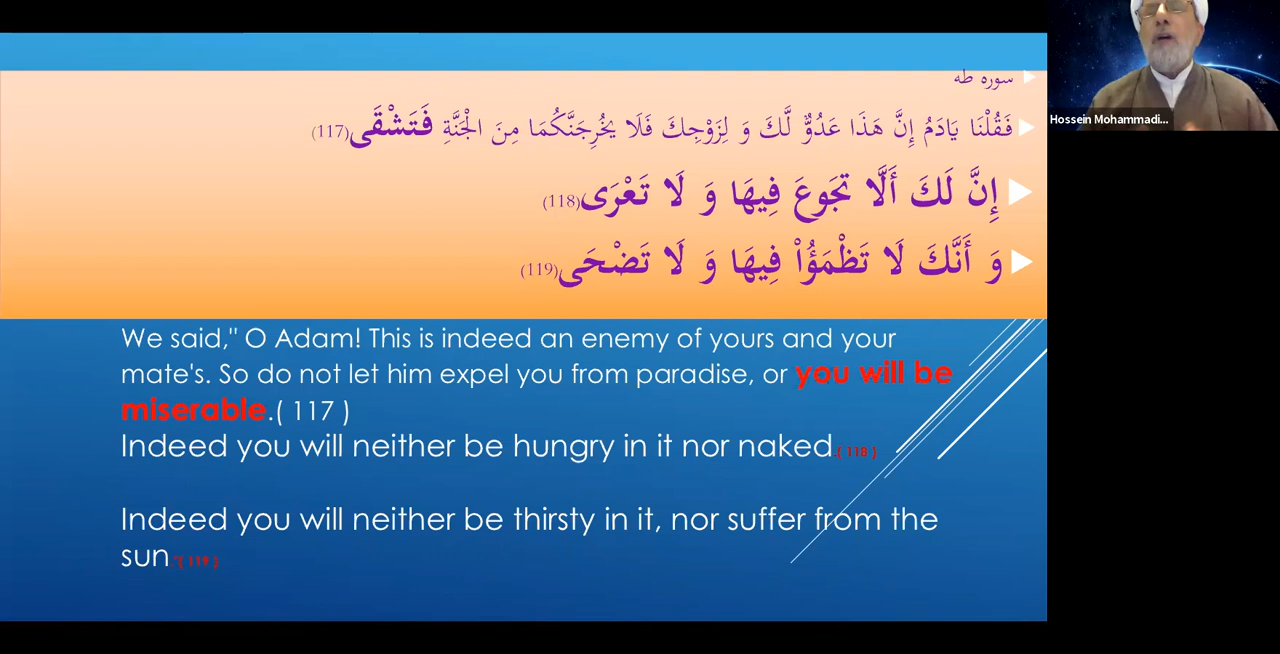 سوره طه
فَقُلْنَا يَادَمُ إِنَّ هَذَا عَدُوٌّ لَّكَ وَ لِزَوْجِكَ فَلَا يُخْرِجَنَّكُمَا مِنَ الْجَنَّةِ فَتَشْقَى(117)
إِنَّ لَكَ أَلَّا تَجُوعَ فِيهَا وَ لَا تَعْرَى(118)
وَ أَنَّكَ لَا تَظْمَؤُاْ فِيهَا وَ لَا تَضْحَى(119)
We said," O Adam! This is indeed an enemy of yours and your
mate's. So do not let him expel you from paradise, or you will be
miserable.( 117 )
Indeed you will neither be hungry in it nor naked.( 118 )
Indeed you will neither be thirsty in it, nor suffer from the
sun."( 119 )
Hossein Mohammadi...